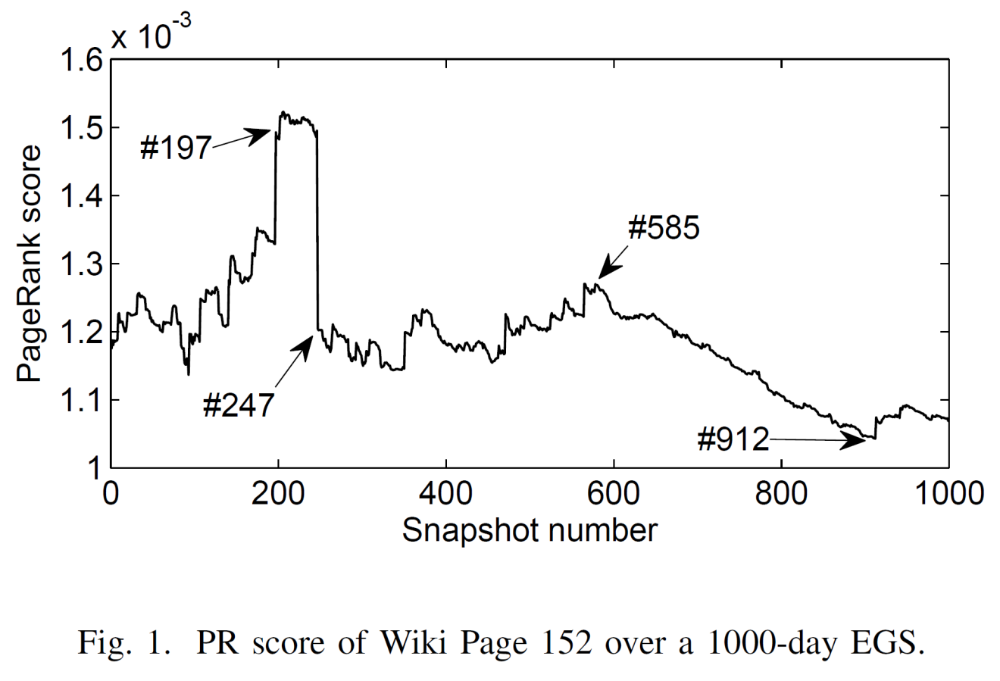 x 10-3
1.6
1.5
1.4
1.3
1.2
1.1
1
PageRank score
#197
#247
#585
#912
0 200 400 600 800 1000
Snapshot number
Fig. 1. PR score of Wiki Page 152 over a 1000-day EGS.